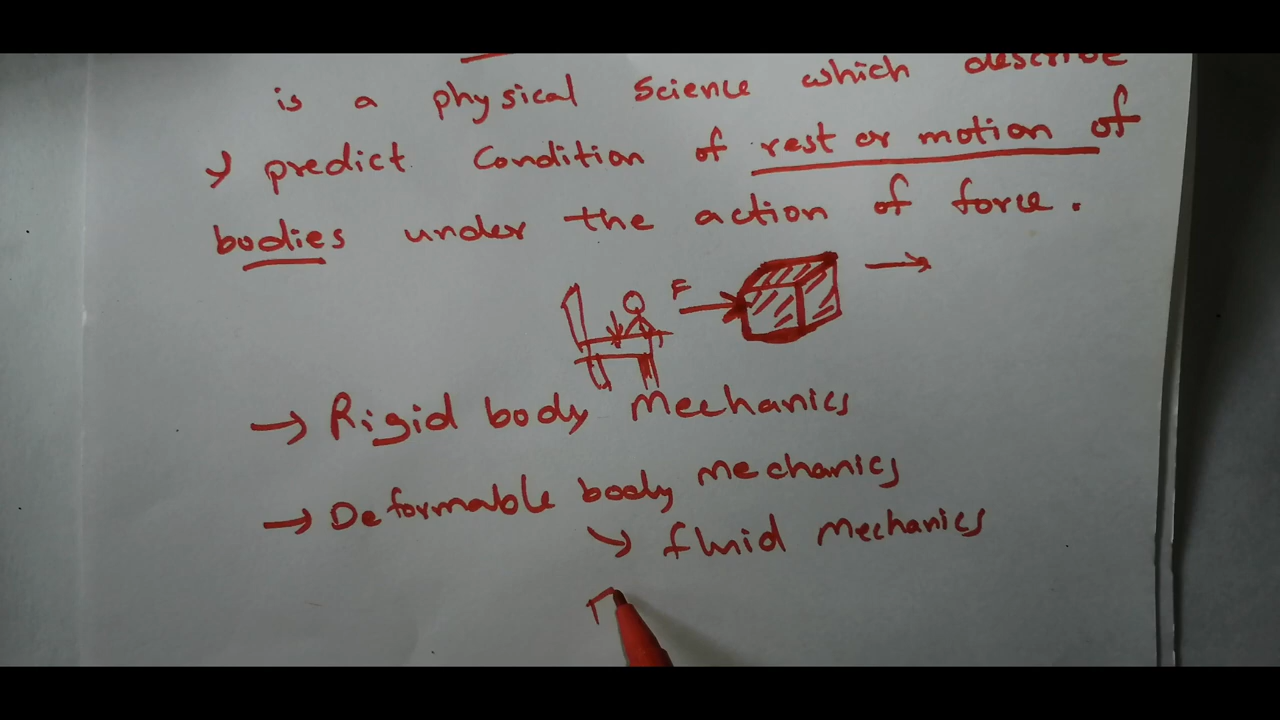 is a physical Science which describe
y predict Condition of rest or motion of
bodies under the action of force.
F
→ Rigid body Mechanics
→ Deformable body mechanics
→ fluid Mechanics